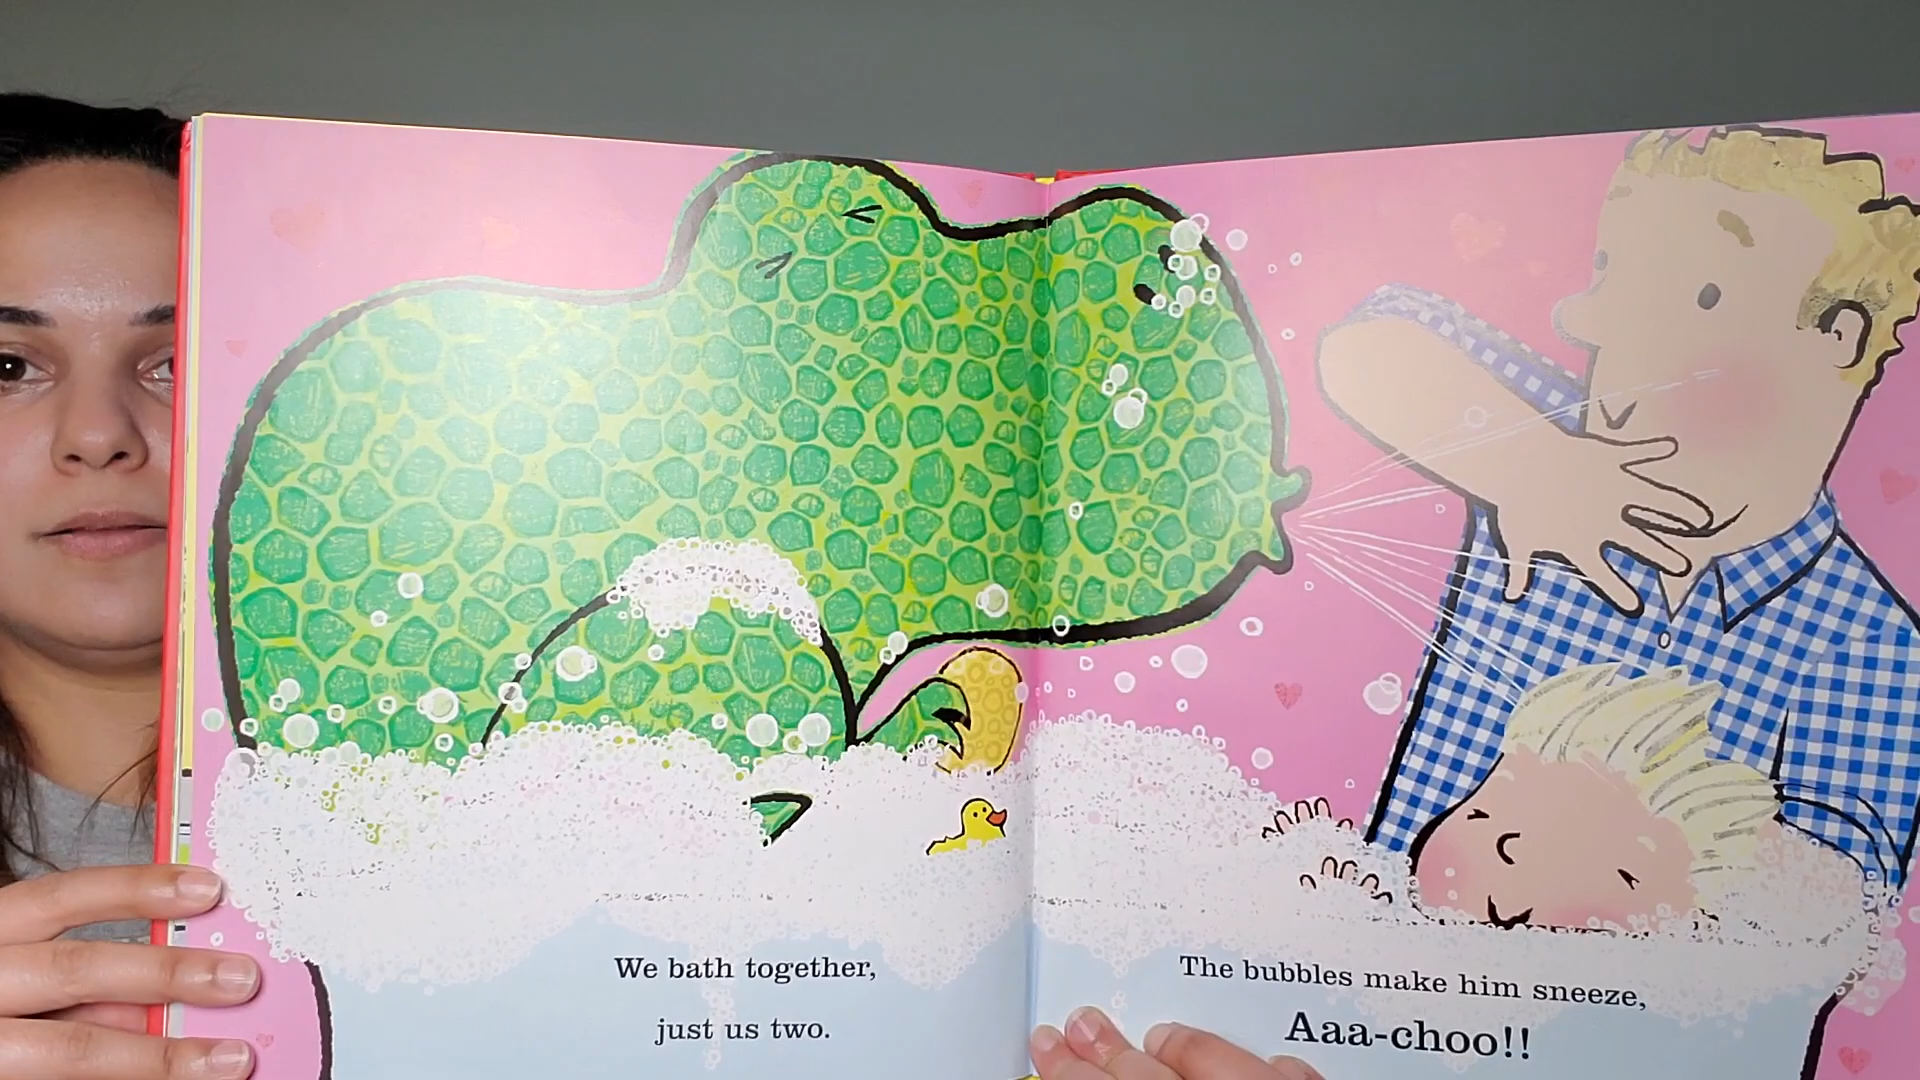 We bath together,
just us two.
The bubbles make him sneeze,
Aaa-choo!!